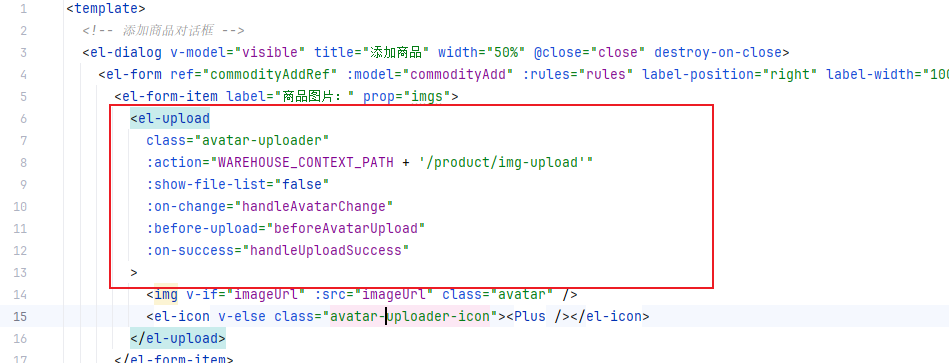 1 <template>
2 <!-- 添加商品对话框 -->
3 <el-dialog v-model="visible" title="添加商品" width="50%" @close="close" destroy-on-close>
4 <el-form ref="commodityAddRef" :model="commodityAdd" :rules="rules" label-position="right" label-width="100
5 <el-form-item label="商品图片：" prop="imgs">
6 <el-upload
7 class="avatar-uploader"
8 :action="WAREHOUSE_CONTEXT_PATH + '/product/img-upload'"
9 :show-file-list="false"
10 :on-change="handleAvatarChange"
11 :before-upload="beforeAvatarUpload"
12 :on-success="handleUploadSuccess"
13 >
14 <img v-if="imageUrl" :src="imageUrl" class="avatar" />
15 <el-icon v-else class="avatar-uploader-icon"><Plus /></el-icon>
16 </el-upload>
17 </el-form-item>